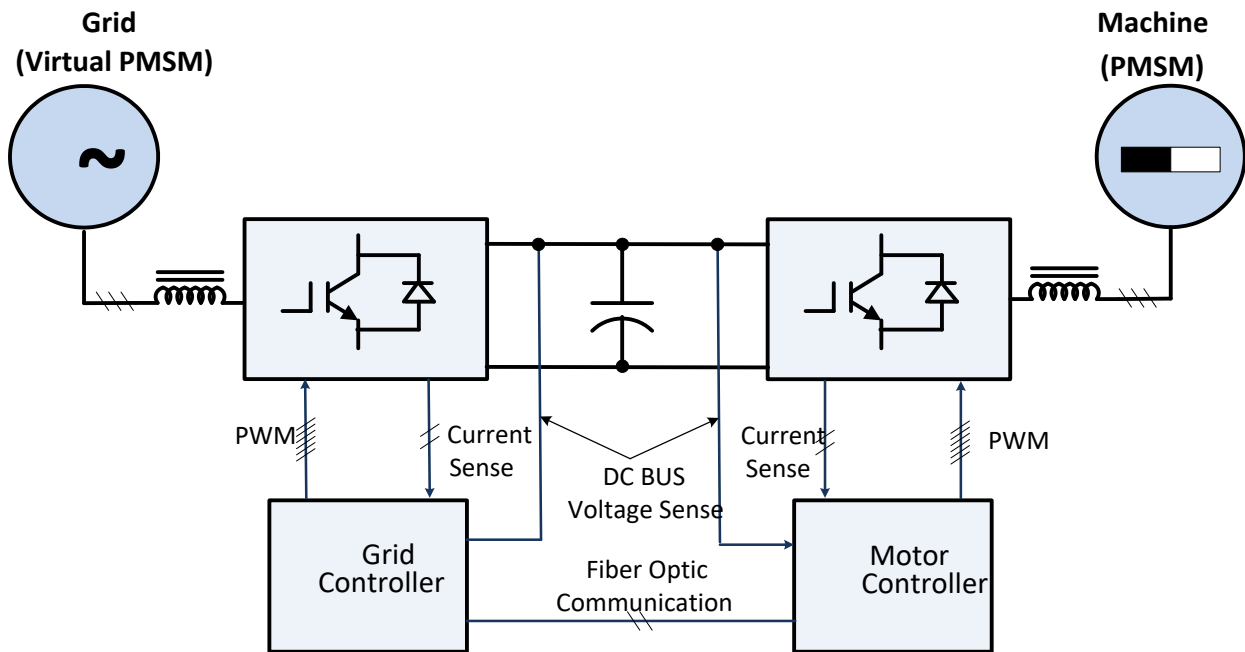 Grid
(Virtual PMSM)
Machine
(PMSM)
~
PWM
Current
Sense
DC BUS
Voltage Sense
Current
Sense
PWM
Grid
Controller
Fiber Optic
Communication
Motor
Controller